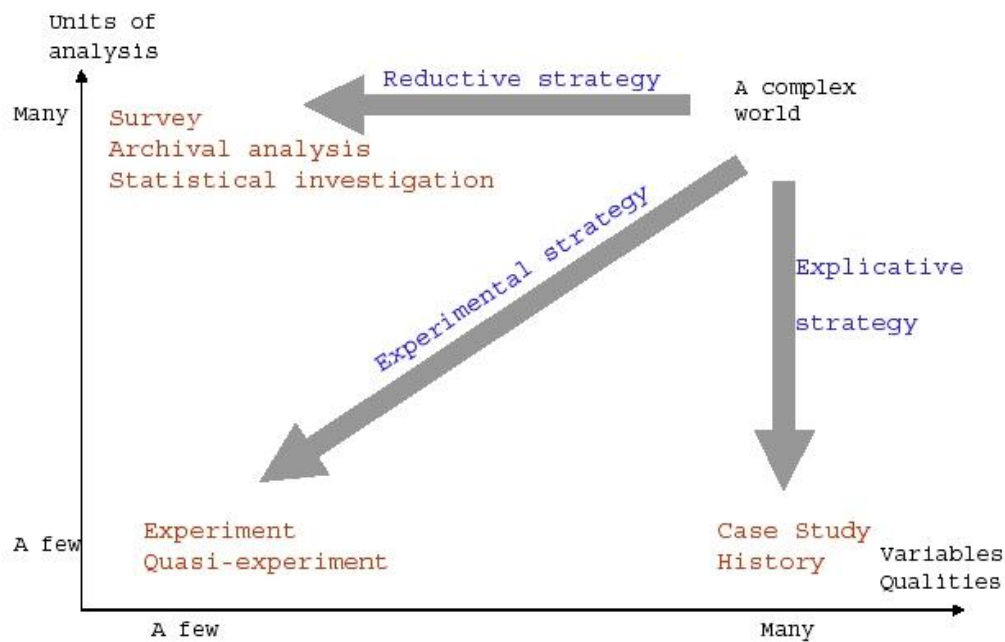 Units of
analysis
Reductive strategy
A complex
world
Many
Survey
Archival analysis
Statistical investigation
Experimental strategy
Explicative
strategy
Experiment
Quasi-experiment
Case Study
History
A few
Variables
Qualities
A few
Many